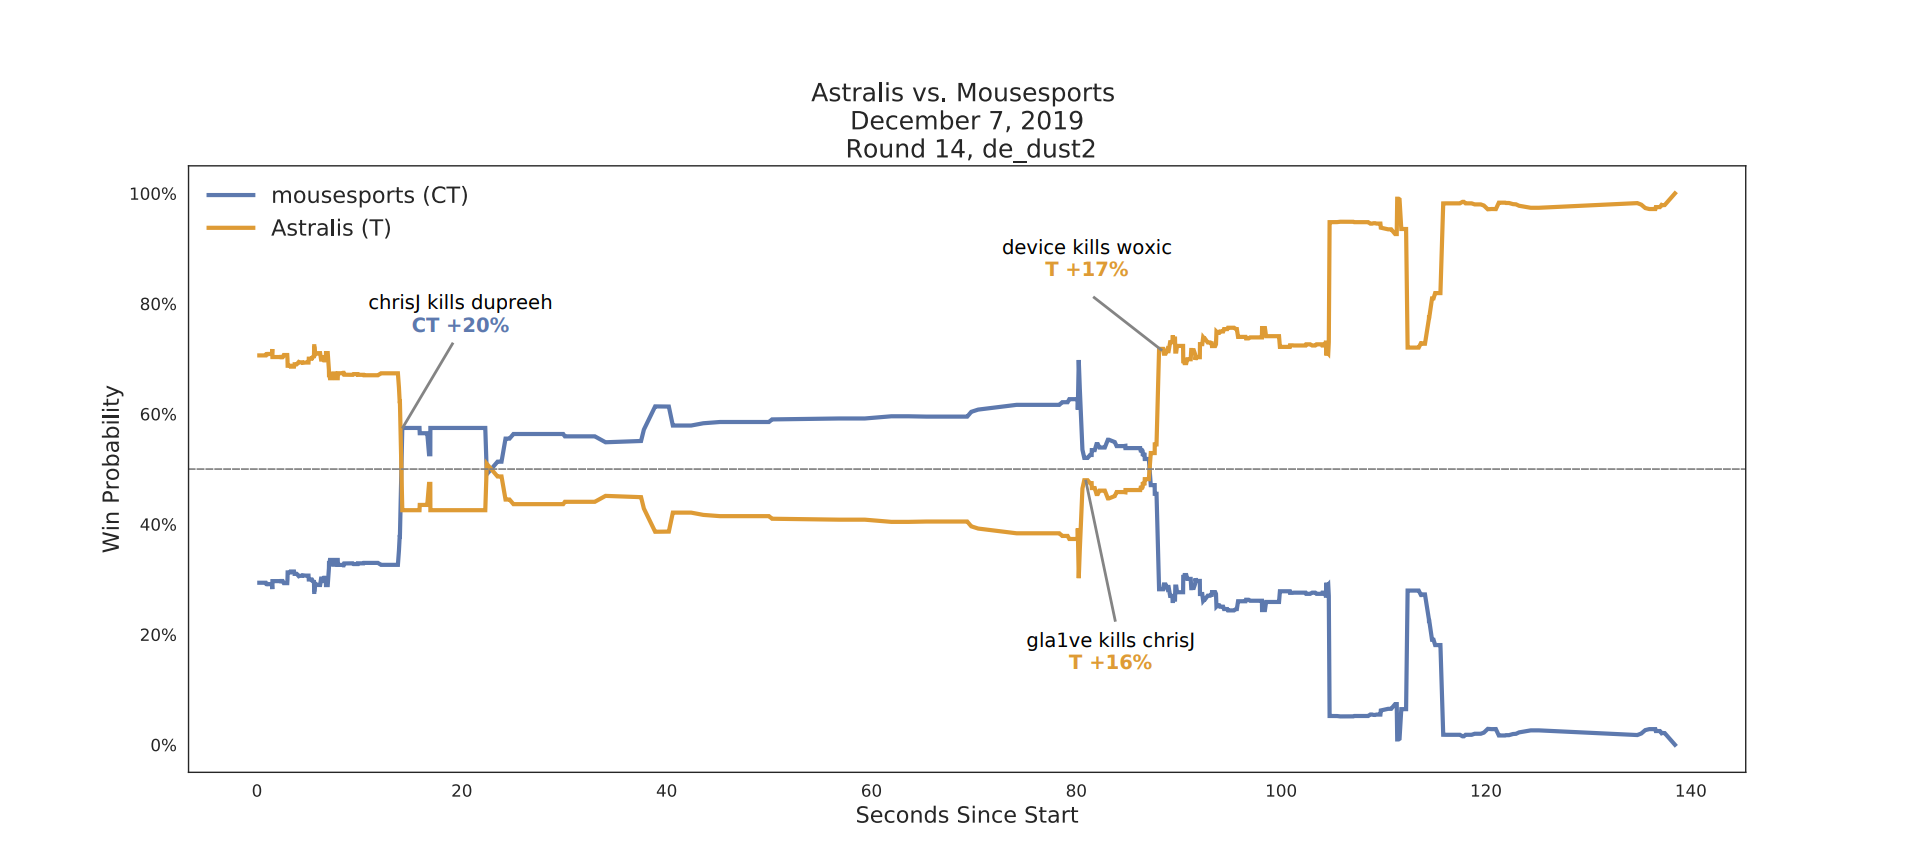 Astralis vs. Mousesports
December 7, 2019
Round 14, de_dust2
mousesports (CT)
Astralis (T)
chrisJ kills dupreeh
CT +20%
device kills woxic
T +17%
gla1ve kills chrisJ
T +16%
Win Probability
100%
80%
60%
40%
20%
0%
0 20 40 60 80 100 120 140
Seconds Since Start